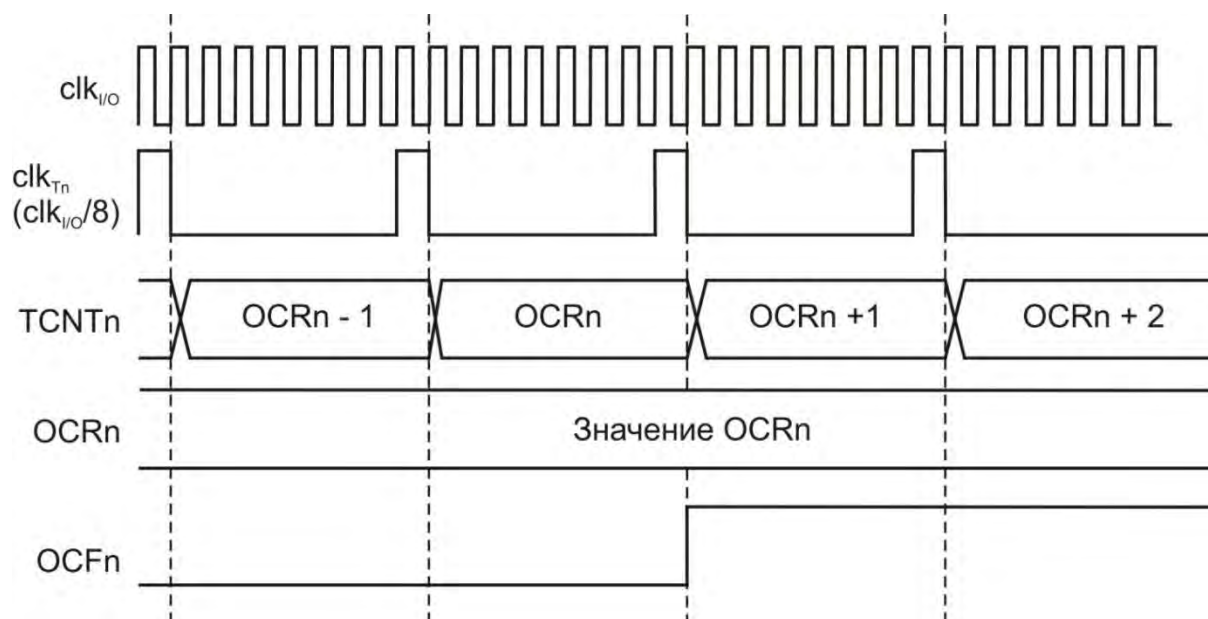 clkI/O
clkTn
(clkI/O/8)
TCNTn
OCRn - 1
OCRn
OCRn +1
OCRn + 2
OCRn
Значение OCRn
OCFn